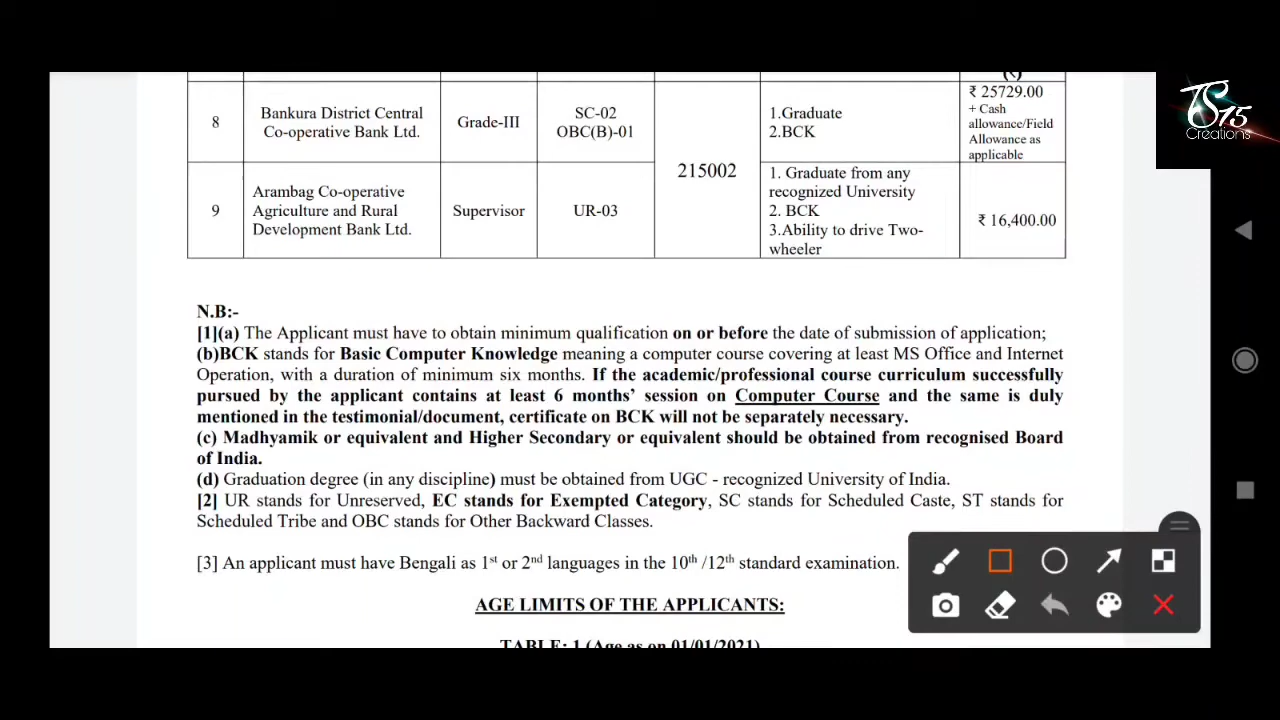 8
Bankura District Central
Co-operative Bank Ltd.
Grade-III
SC-02
OBC(B)-01
1.Graduate
2.BCK
₹ 25729.00
+ Cash
allowance/Field
Allowance as
applicable
215002
9
Arambag Co-operative
Agriculture and Rural
Development Bank Ltd.
Supervisor
UR-03
1. Graduate from any
recognized University
2. BCK
3.Ability to drive Two-
wheeler
₹ 16,400.00
N.B:-
[1](a) The Applicant must have to obtain minimum qualification on or before the date of submission of application;
(b)BCK stands for Basic Computer Knowledge meaning a computer course covering at least MS Office and Internet
Operation, with a duration of minimum six months. If the academic/professional course curriculum successfully
pursued by the applicant contains at least 6 months’ session on Computer Course and the same is duly
mentioned in the testimonial/document, certificate on BCK will not be separately necessary.
(c) Madhyamik or equivalent and Higher Secondary or equivalent should be obtained from recognised Board
of India.
(d) Graduation degree (in any discipline) must be obtained from UGC - recognized University of India.
[2] UR stands for Unreserved, EC stands for Exempted Category, SC stands for Scheduled Caste, ST stands for
Scheduled Tribe and OBC stands for Other Backward Classes.
[3] An applicant must have Bengali as 1st or 2nd languages in the 10th /12th standard examination.
AGE LIMITS OF THE APPLICANTS:
TABLE: 1 (Age as on 01/01/2021)
TS15
Creations